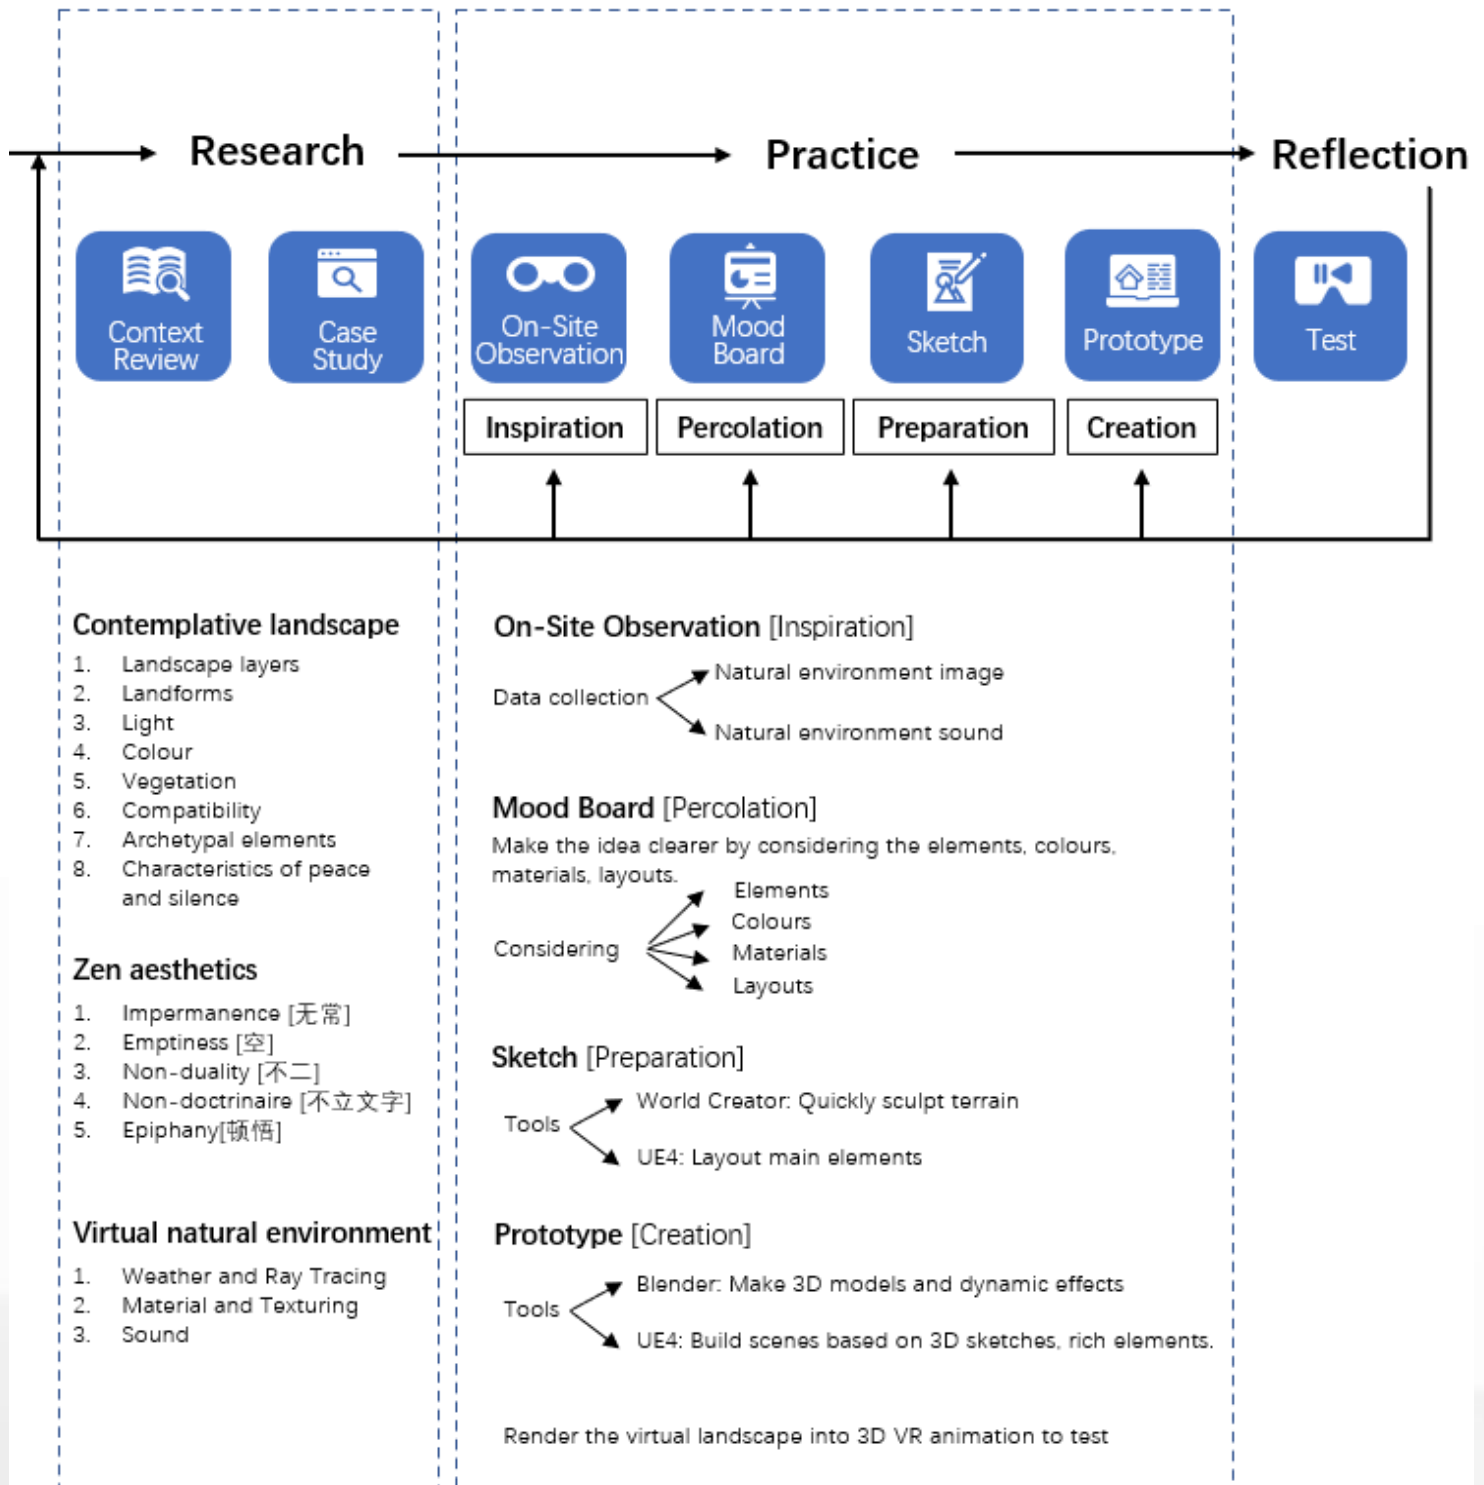 Research
Practice
Reflection
Context
Review
Case
Study
On-Site
Observation
Mood
Board
Sketch
Prototype
Test
Inspiration
Percolation
Preparation
Creation
Contemplative landscape
1. Landscape layers
2. Landforms
3. Light
4. Colour
5. Vegetation
6. Compatibility
7. Archetypal elements
8. Characteristics of peace
and silence
Zen aesthetics
1. Impermanence [无常]
2. Emptiness [空]
3. Non-duality [不二]
4. Non-doctrinaire [不立文字]
5. Epiphany[顿悟]
Virtual natural environment
1. Weather and Ray Tracing
2. Material and Texturing
3. Sound
On-Site Observation [Inspiration]
Data collection
Natural environment image
Natural environment sound
Mood Board [Percolation]
Make the idea clearer by considering the elements, colours,
materials, layouts.
Considering
Elements
Colours
Materials
Layouts
Sketch [Preparation]
Tools
World Creator: Quickly sculpt terrain
UE4: Layout main elements
Prototype [Creation]
Tools
Blender: Make 3D models and dynamic effects
UE4: Build scenes based on 3D sketches, rich elements.
Render the virtual landscape into 3D VR animation to test